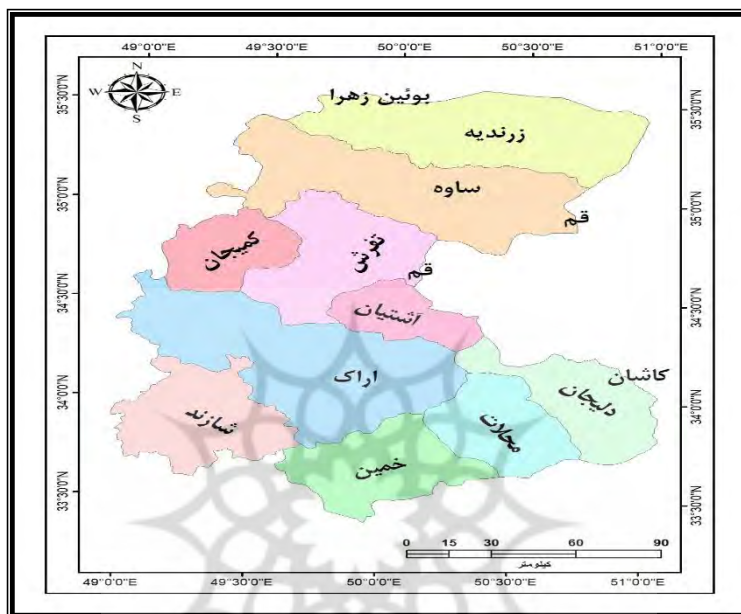 49°0'0"E 49°30'0"E 50°0'0"E 50°30'0"E 51°0'0"E
N
W E
S
35°30'0"N 35°30'0"N
بوئین زهرا
زرندیه
ساوه
35°0'0"N 35°0'0"N
قم
کمیجان
تفرش
قم
34°30'0"N 34°30'0"N
آشتیان
اراک
کاشان
دلیجان
34°0'0"N 34°0'0"N
شازند
محلات
خمین
33°30'0"N 33°30'0"N
0 15 30 60 90
کیلومتر
49°0'0"E 49°30'0"E 50°0'0"E 50°30'0"E 51°0'0"E